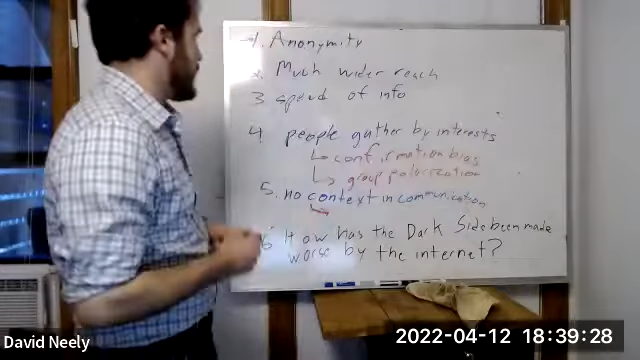 1. Anonymity
2. Much wider reach
3 speed of info
4 people gather by interests
↳ confirmation bias
↳ group polarization
5. no context in communication
6 How has the Dark Side been made
worse by the internet?
David Neely
2022-04-12 18:39:28